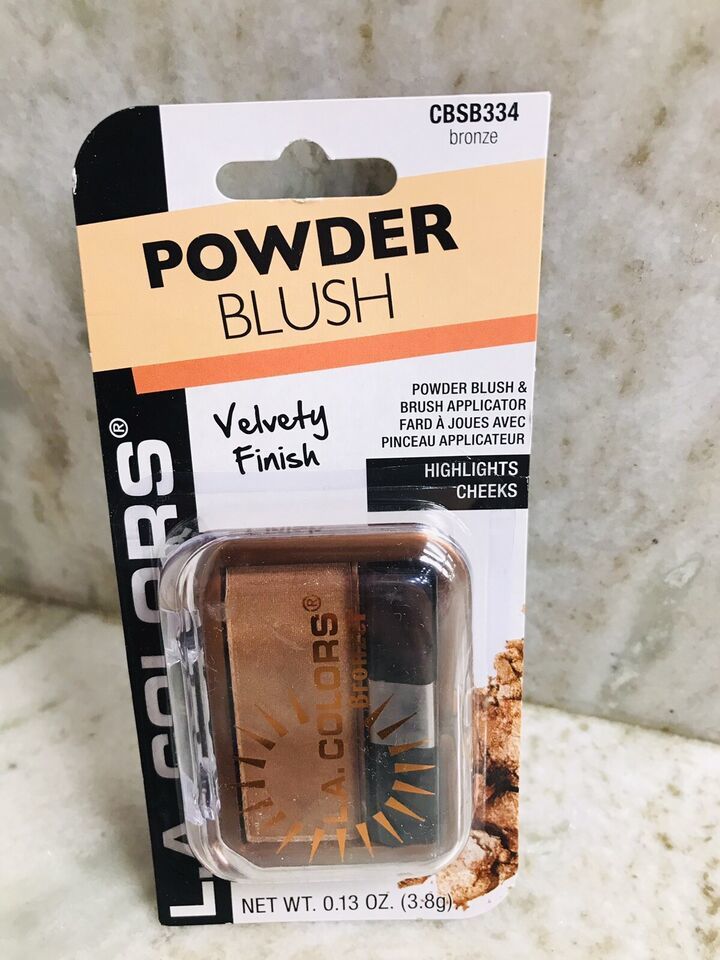 CBSB334
bronze
POWDER
BLUSH
Velvety
Finish
POWDER BLUSH &
BRUSH APPLICATOR
FARD À JOUES AVEC
PINCEAU APPLICATEUR
HIGHLIGHTS
CHEEKS
L.A. COLORS®
L.A. COLORS®
Bronzer
NET WT. 0.13 OZ. (3.8g)